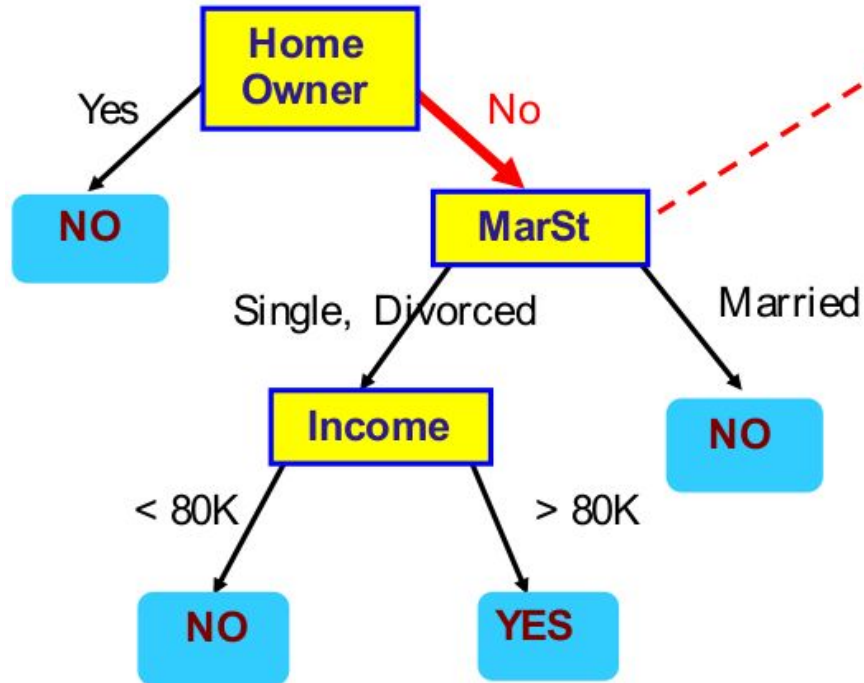 Home
Owner
Yes
No
NO
MarSt
Single, Divorced
Married
Income
NO
< 80K
> 80K
NO
YES